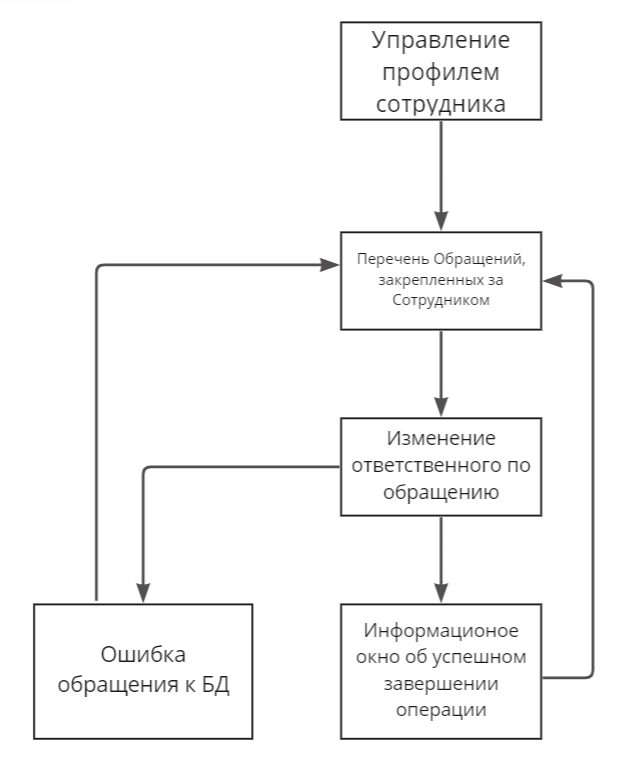 Управление
профилем
сотрудника
Перечень Обращений,
закрепленных за
Сотрудником
Изменение
ответственного по
обращению
Ошибка
обращения к БД
Информационое
окно об успешном
завершении
операции